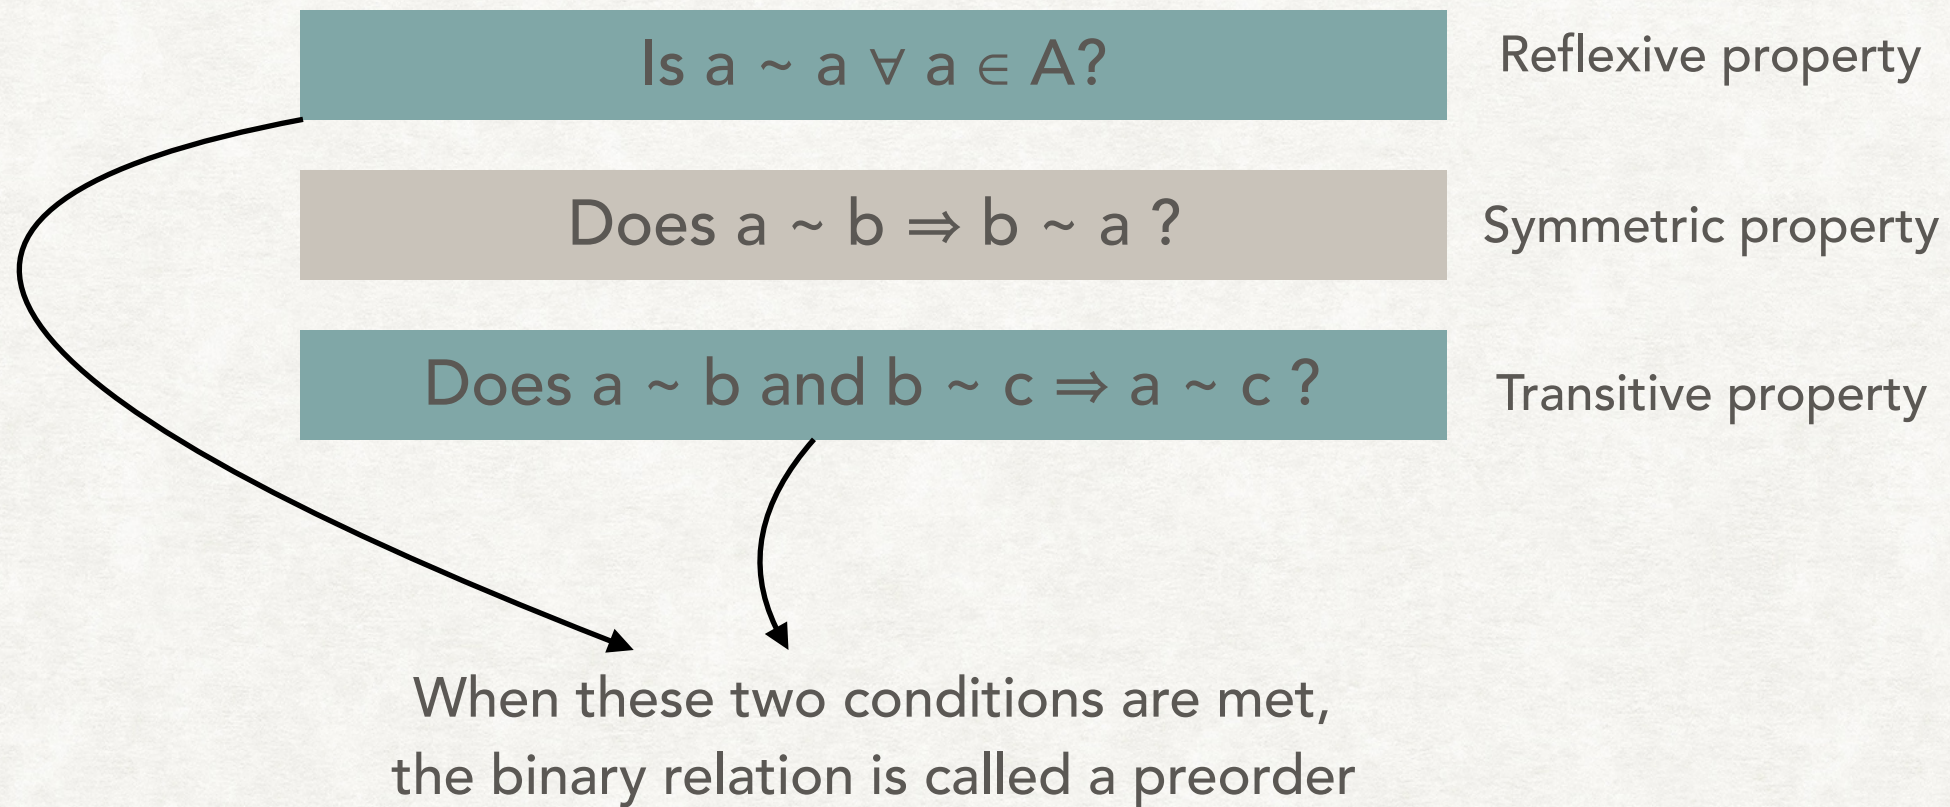 Is a ~ a ∀ a ∈ A?
Reflexive property
Does a ~ b ⇒ b ~ a ?
Symmetric property
Does a ~ b and b ~ c ⇒ a ~ c ?
Transitive property
When these two conditions are met,
the binary relation is called a preorder